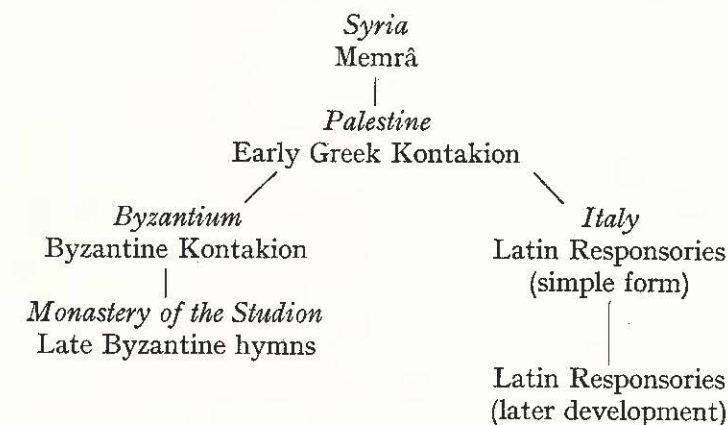 Syria
Memrâ
Palestine
Early Greek Kontakion
Byzantium
Byzantine Kontakion
Monastery of the Studion
Late Byzantine hymns
Italy
Latin Responsories
(simple form)
Latin Responsories
(later development)